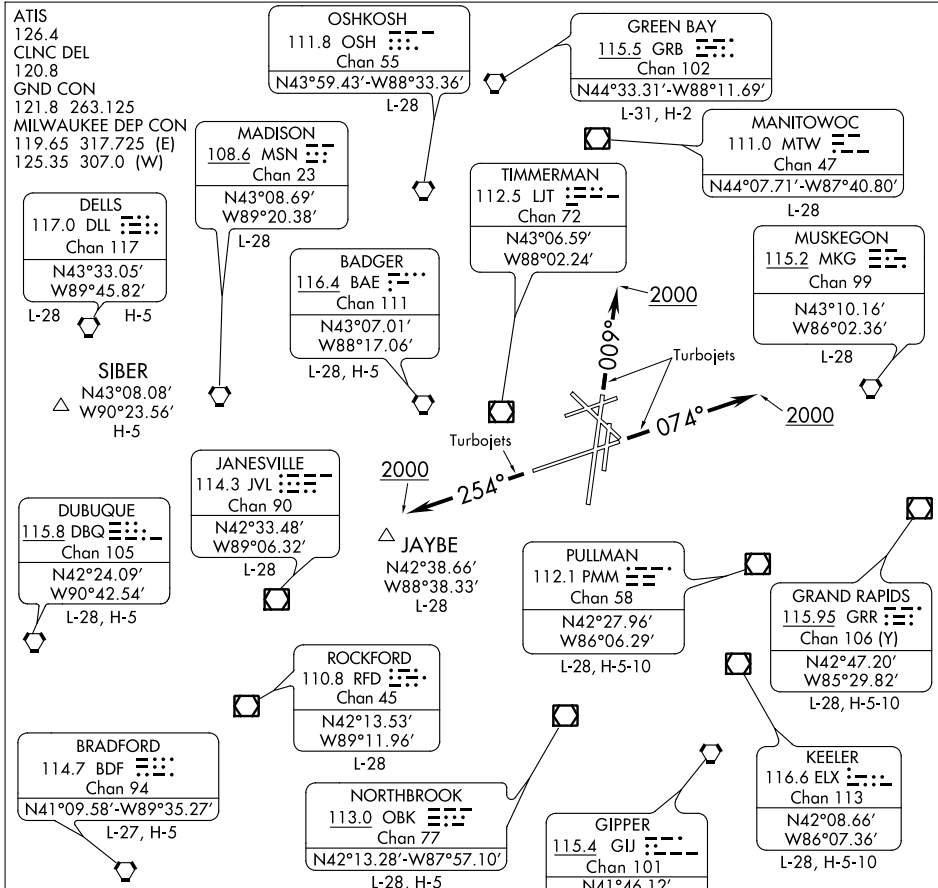 ATIS
126.4
CLNC DEL
120.8
GND CON
121.8 263.125
MILWAUKEE DEP CON
119.65 317.725 (E)
125.35 307.0 (W)
OSHKOSH
111.8 OSH
Chan 55
N43°59.43′-W88°33.36′
L-28
GREEN BAY
115.5 GRB
Chan 102
N44°33.31′-W88°11.69′
L-31, H-2
MANITOWOC
111.0 MTW
Chan 47
N44°07.71′-W87°40.80′
L-28
MADISON
108.6 MSN
Chan 23
N43°08.69′
W89°20.38′
L-28
TIMMERMAN
112.5 LJT
Chan 72
N43°06.59′
W88°02.24′
DELLS
117.0 DLL
Chan 117
N43°33.05′
W89°45.82′
L-28 H-5
BADGER
116.4 BAE
Chan 111
N43°07.01′
W88°17.06′
L-28, H-5
MUSKEGON
115.2 MKG
Chan 99
N43°10.16′
W86°02.36′
L-28
SIBER
N43°08.08′
W90°23.56′
H-5
2000
009°
Turbojets
074°
2000
Turbojets
254°
2000
JANESVILLE
114.3 JVL
Chan 90
N42°33.48′
W89°06.32′
L-28
DUBUQUE
115.8 DBQ
Chan 105
N42°24.09′
W90°42.54′
L-28, H-5
JAYBE
N42°38.66′
W88°38.33′
L-28
PULLMAN
112.1 PMM
Chan 58
N42°27.96′
W86°06.29′
L-28, H-5-10
GRAND RAPIDS
115.95 GRR
Chan 106 (Y)
N42°47.20′
W85°29.82′
L-28, H-5-10
ROCKFORD
110.8 RFD
Chan 45
N42°13.53′
W89°11.96′
L-28
BRADFORD
114.7 BDF
Chan 94
N41°09.58′-W89°35.27′
L-27, H-5
NORTHBROOK
113.0 OBK
Chan 77
N42°13.28′-W87°57.10′
L-28, H-5
GIPPER
115.4 GIJ
Chan 101
N41°46.12′
KEELER
116.6 ELX
Chan 113
N42°08.66′
W86°07.36′
L-28, H-5-10